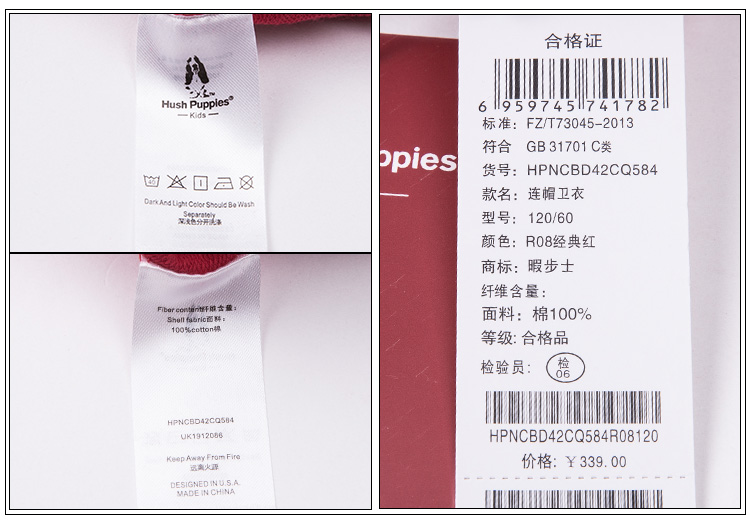 Hush Puppies®
Kids
40
Dark And Light Color Should Be Wash
Separately
深浅色分开洗涤
Fiber content纤维含量:
Shell fabric面料:
100%cotton棉
HPNCBD42CQ584
UK1912086
Keep Away From Fire
远离火源
DESIGNED IN U.S.A.
MADE IN CHINA
ppies
合格证
6 959745 741782
标准: FZ/T73045-2013
符合 GB 31701 C类
货号: HPNCBD42CQ584
款名: 连帽卫衣
型号: 120/60
颜色: R08经典红
商标: 暇步士
纤维含量:
面料: 棉100%
等级: 合格品
检验员: 检
06
HPNCBD42CQ584R08120
价格: ￥339.00